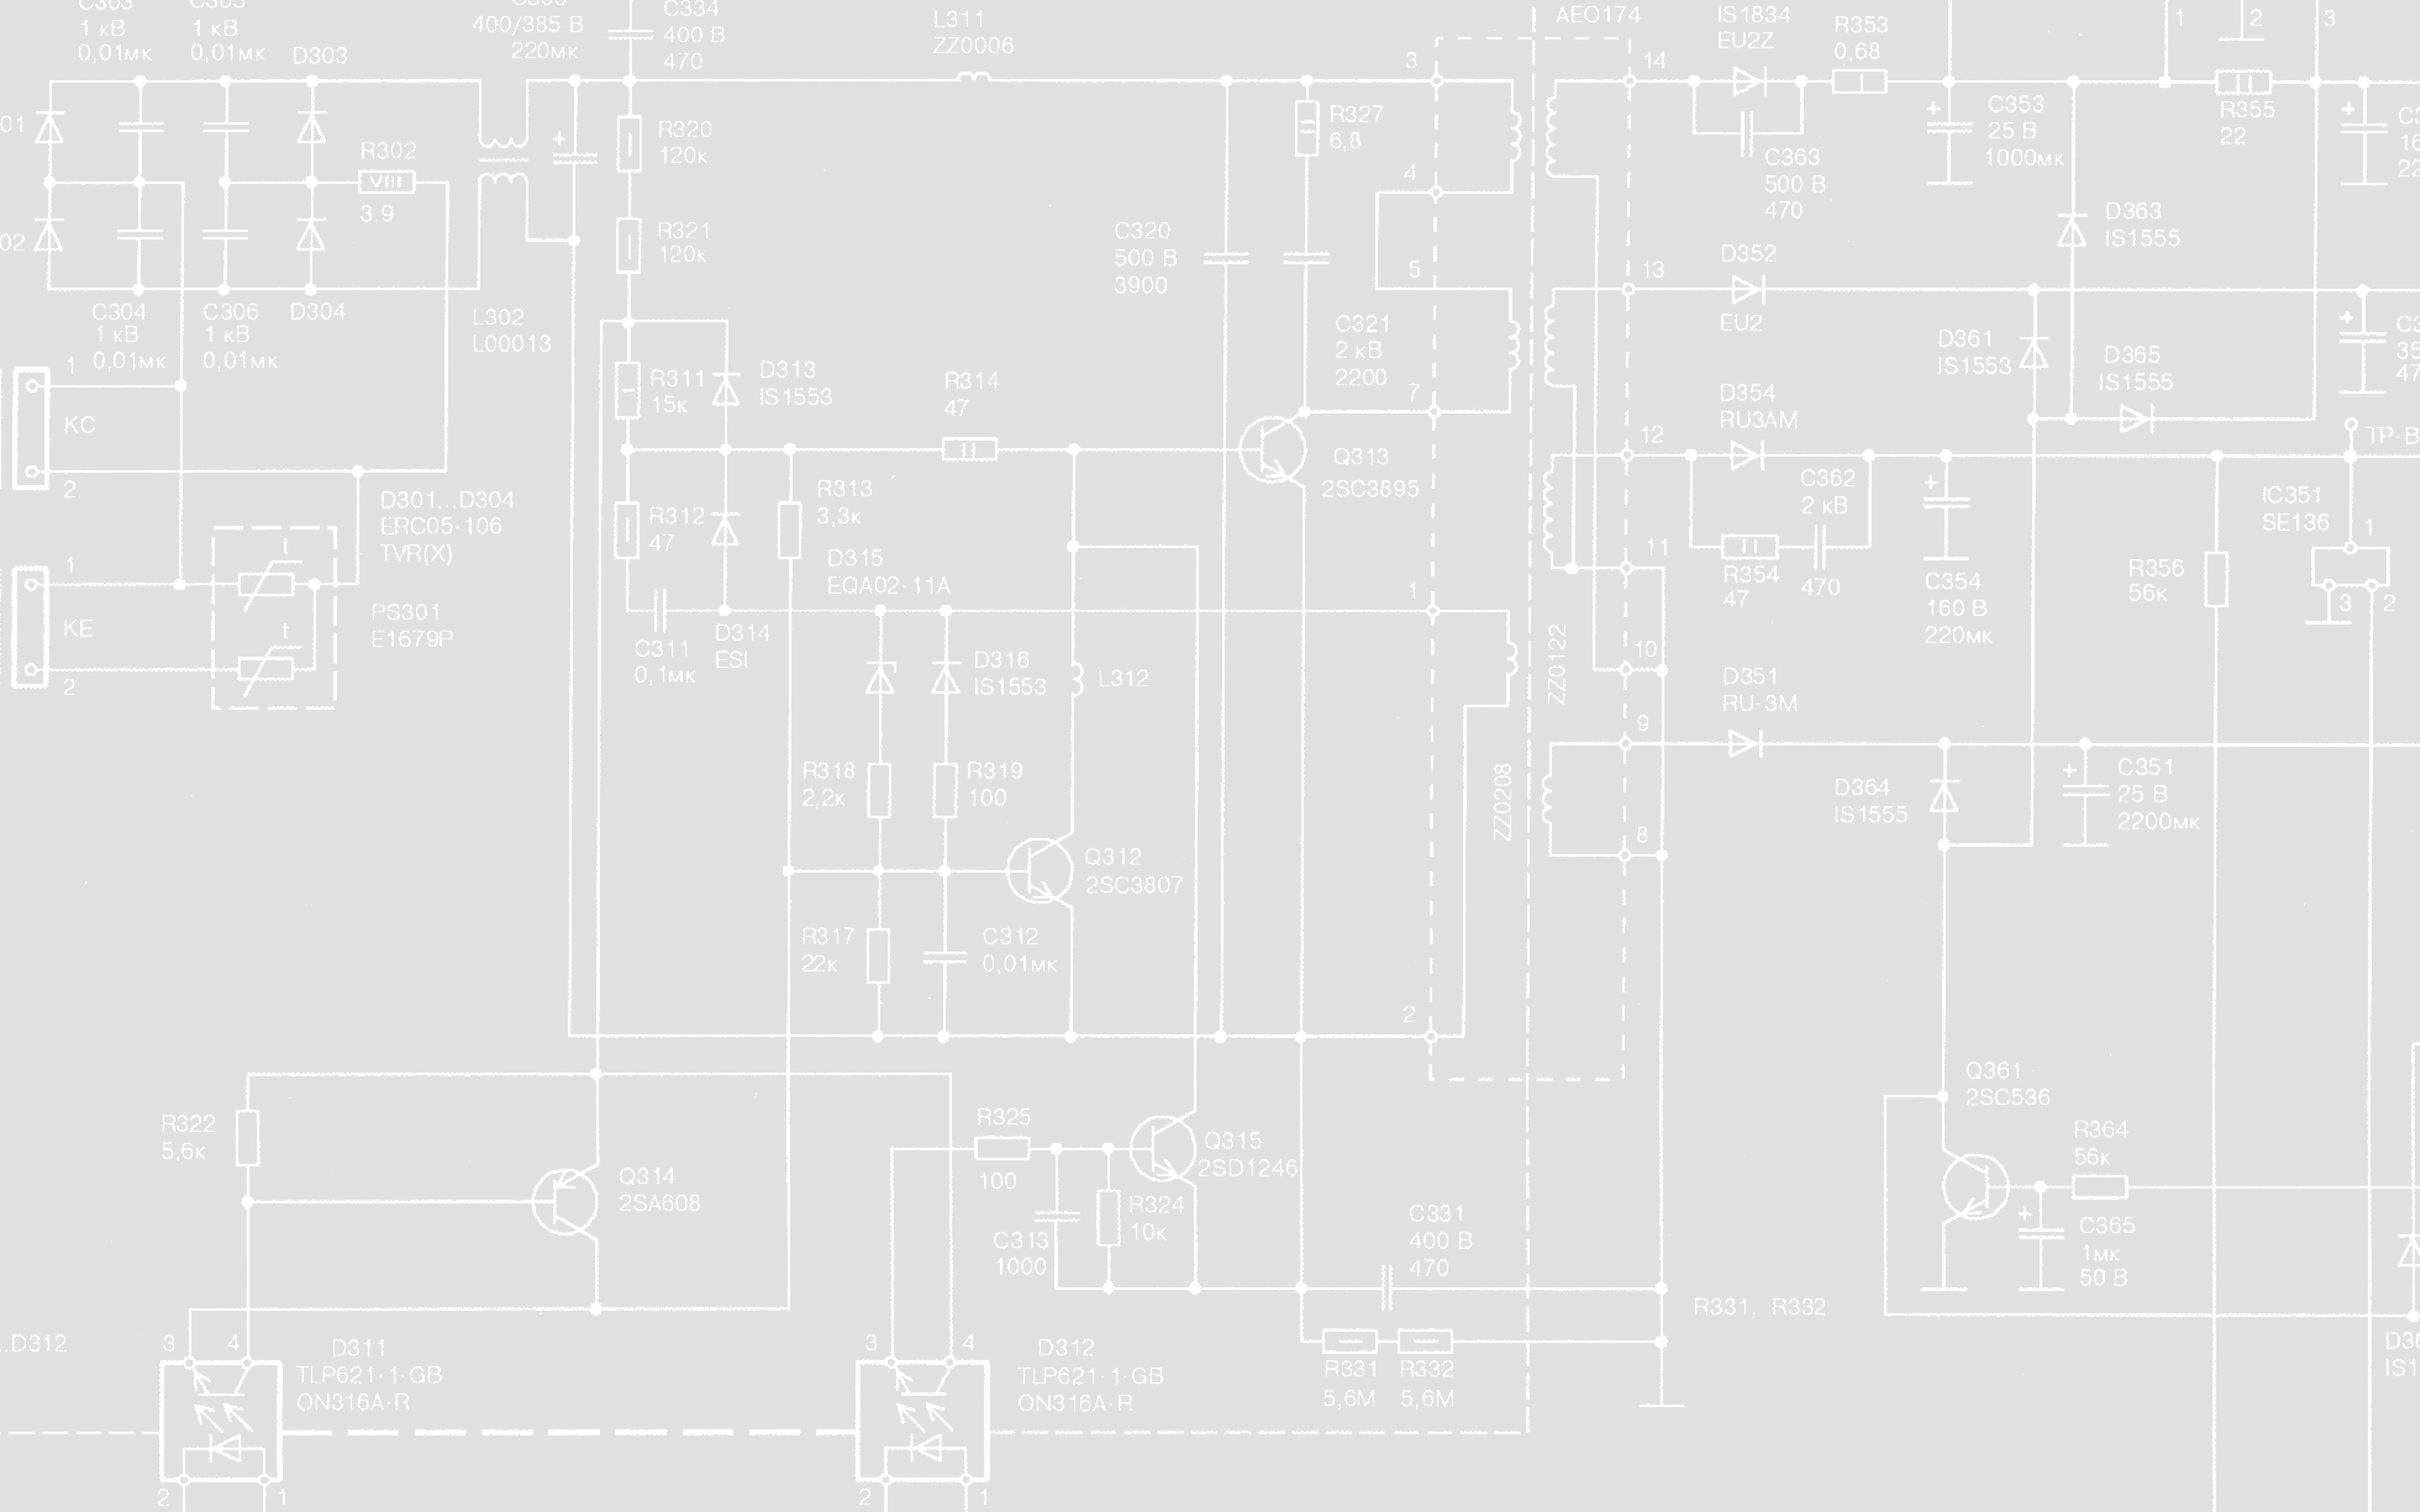 1 кВ
0,01мк
1 кВ
0,01мк
D303
400/385 В
220мк
C334
400 В
470
L311
ZZ0006
AEO174
IS1834
EU2Z
R353
0,68
1
2
3
3
14
01
R302
VIII
3,9
+
R320
120к
R327
6,8
C363
500 В
470
+
C353
25 В
1000мк
R355
22
+
02
R321
120к
4
C320
500 В
3900
5
13
D363
IS1555
D352
EU2
C304
1 кВ
0,01мк
C306
1 кВ
0,01мк
D304
L302
L00013
C321
2 кВ
2200
D361
IS1553
D365
IS1555
+
1
KC
2
R311
15к
D313
IS1553
R314
47
7
D354
RU3AM
12
TP·B
Q313
2SC3895
D301...D304
ERC05·106
TVR(X)
R312
47
R313
3,3к
D315
EQA02·11A
C362
2 кВ
470
+
IC351
SE136
1
3
2
11
R354
47
C354
160 В
220мк
R356
56к
1
KE
2
t
t
PS301
E1679P
C311
0,1мк
D314
ESI
1
D316
IS1553
L312
ZZ0122
10
D351
RU·3M
9
R318
2,2к
R319
100
ZZ0208
8
D364
IS1555
+
C351
25 В
2200мк
Q312
2SC3807
R317
22к
C312
0,01мк
2
R322
5,6к
Q314
2SA608
R325
100
Q315
2SD1246
C313
1000
R324
10к
C331
400 В
470
Q361
2SC536
R364
56к
+
C365
1мк
50 В
R331, R332
R331
5,6М
R332
5,6М
..D312
3
4
D311
TLP621·1·GB
ON316A·R
2
1
3
4
D312
TLP621·1·GB
ON316A·R
2
1